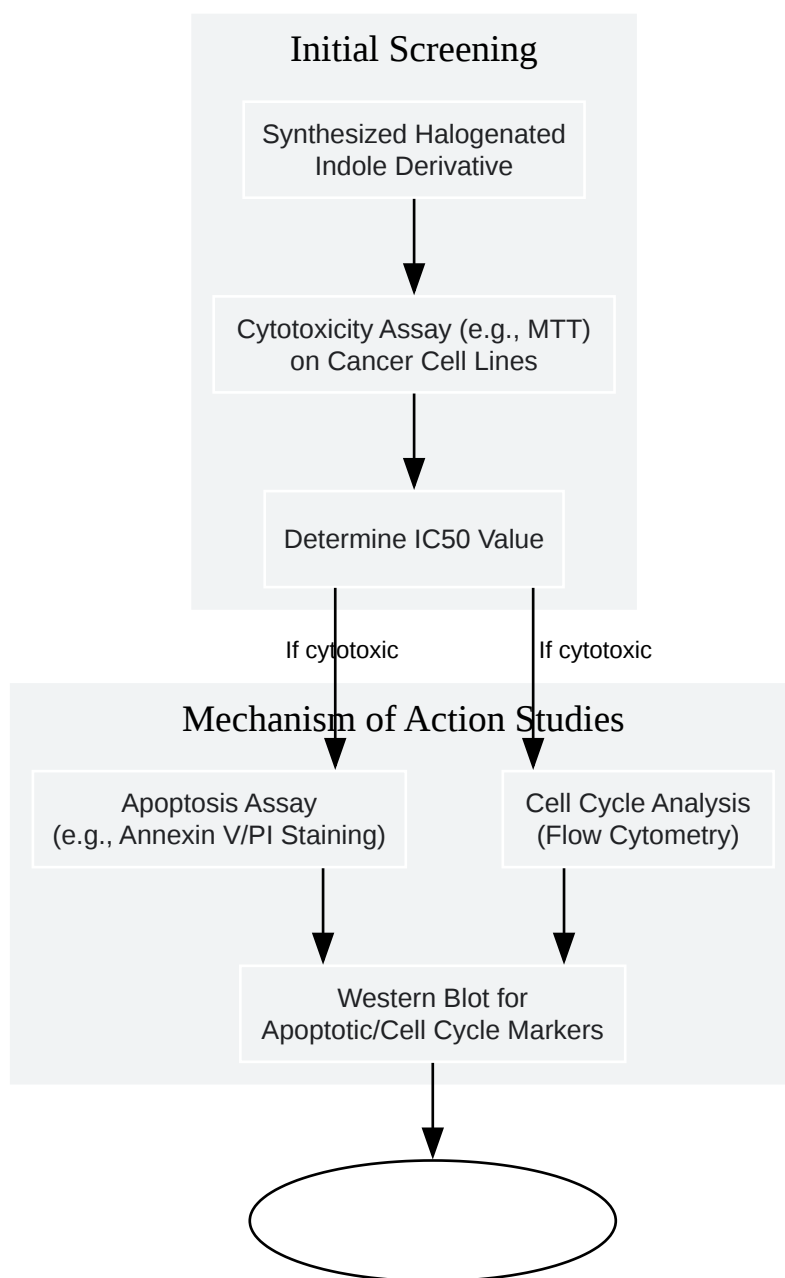 Initial Screening
Synthesized Halogenated
Indole Derivative
Cytotoxicity Assay (e.g., MTT)
on Cancer Cell Lines
Determine IC50 Value
If cytotoxic
If cytotoxic
Mechanism of Action Studies
Apoptosis Assay
(e.g., Annexin V/PI Staining)
Cell Cycle Analysis
(Flow Cytometry)
Western Blot for
Apoptotic/Cell Cycle Markers